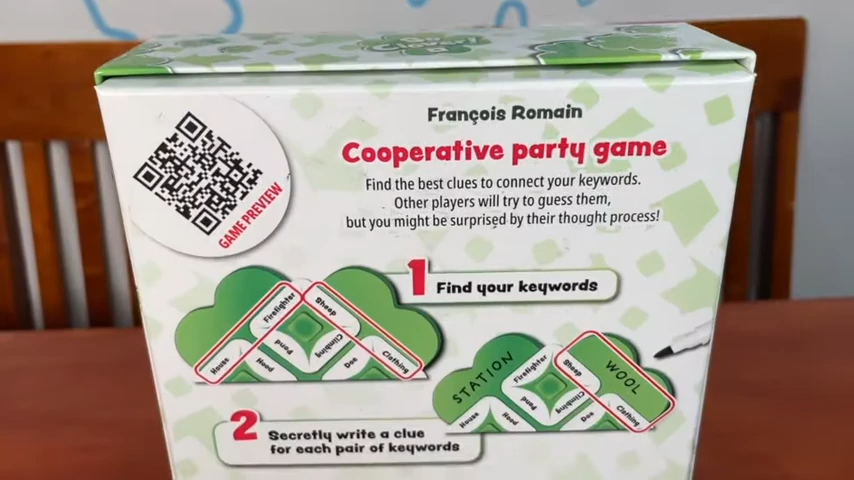 So
Clover!
GAME PREVIEW
François Romain
Cooperative party game
Find the best clues to connect your keywords.
Other players will try to guess them,
but you might be surprised by their thought process!
1 Find your keywords
Firefighter
Sheep
House
Hood
Pond
Climbing
Doe
Clothing
STATION
WOOL
Firefighter
Sheep
House
Hood
Pond
Climbing
Doe
Clothing
2 Secretly write a clue
for each pair of keywords